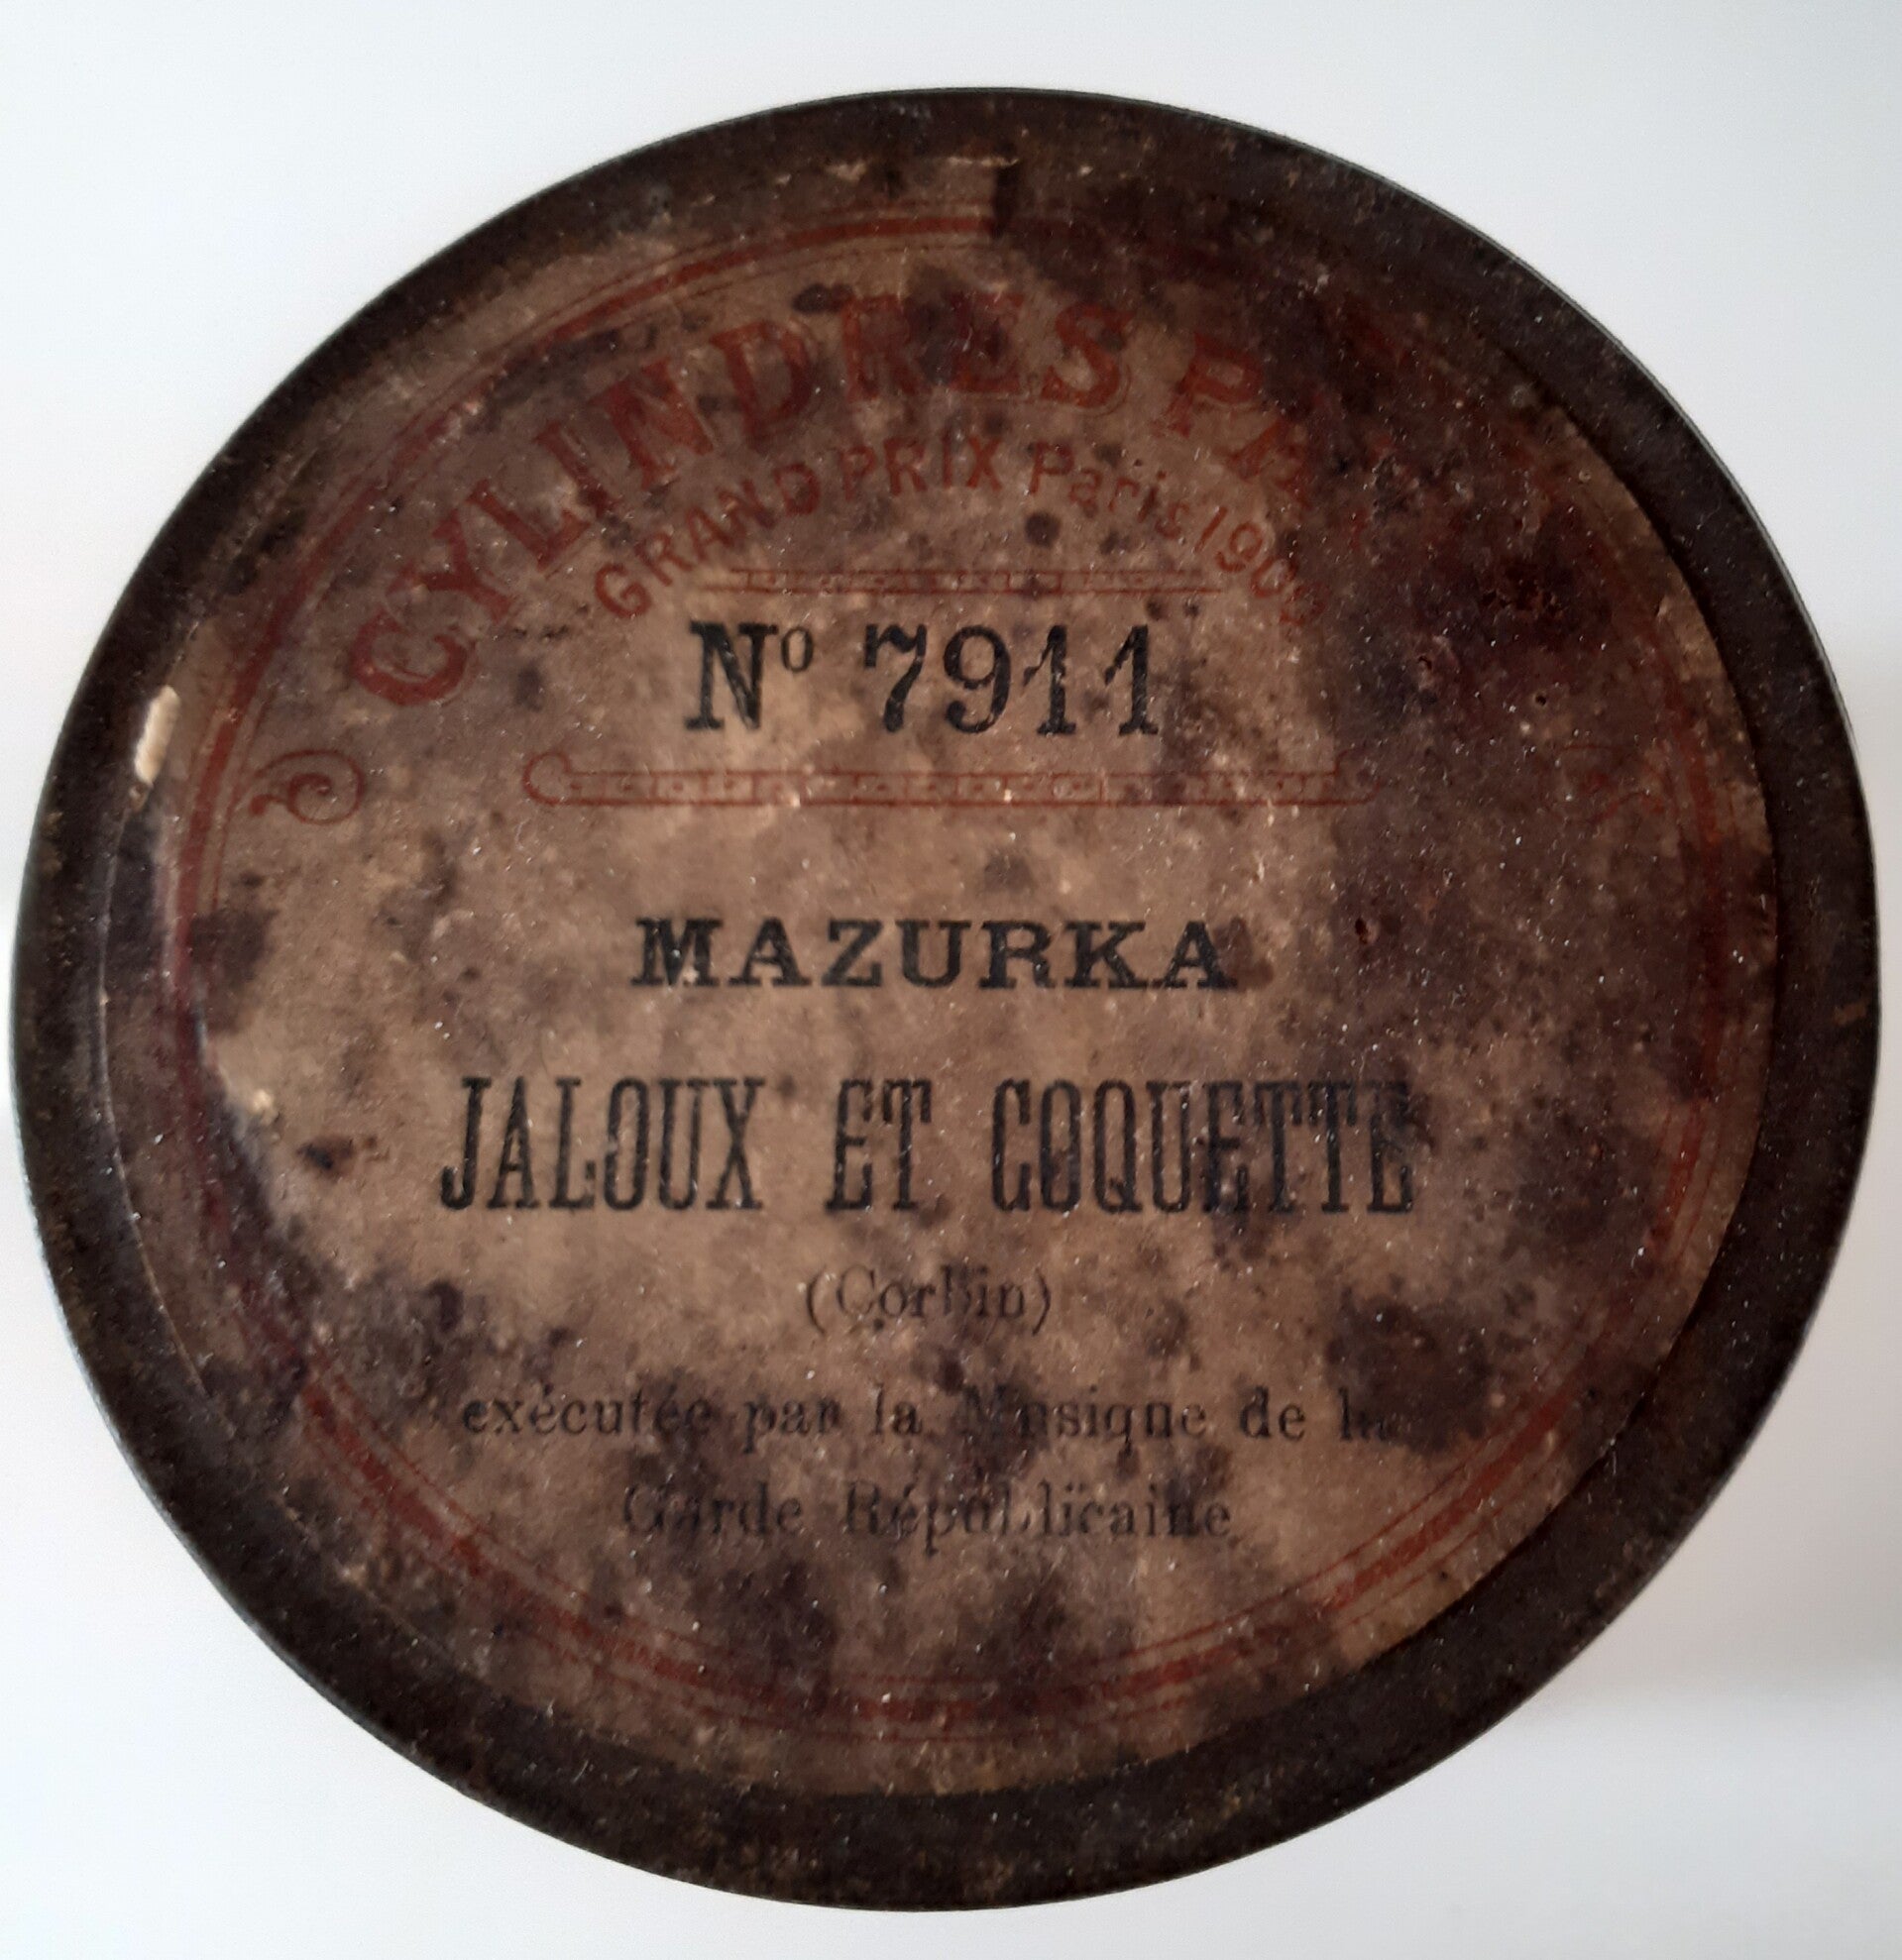 CYLINDRES PA
GRAND PRIX Paris 1900
Nº 7911
MAZURKA
JALOUX ET COQUETTE
(Corbin)
exécutée par la Musique de la
Garde Républicaine